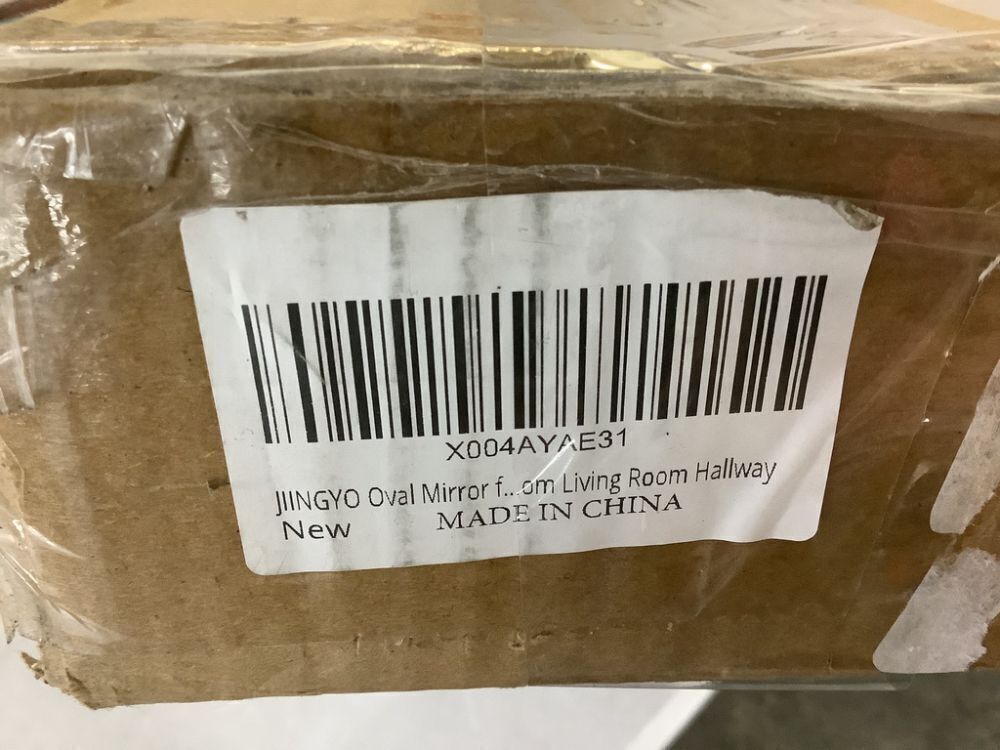 X004AYAE31
JIINGYO Oval Mirror f...om Living Room Hallway
New MADE IN CHINA